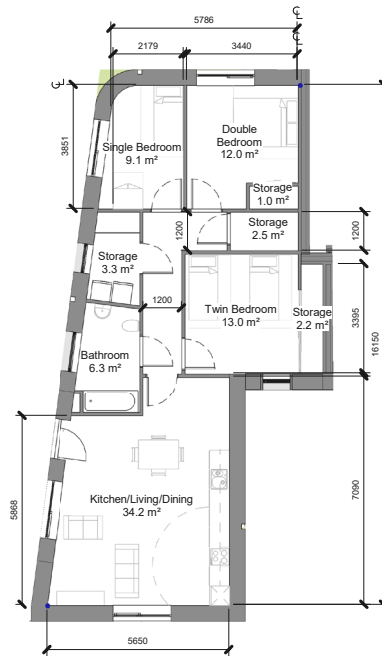 5786
2179
3440
3851
Single Bedroom
9.1 m²
Double
Bedroom
12.0 m²
Storage
1.0 m²
Storage
2.5 m²
1200
1200
Storage
3.3 m²
1200
Twin Bedroom
13.0 m²
Storage
2.2 m²
3395
16150
Bathroom
6.3 m²
Kitchen/Living/Dining
34.2 m²
5868
7090
5650